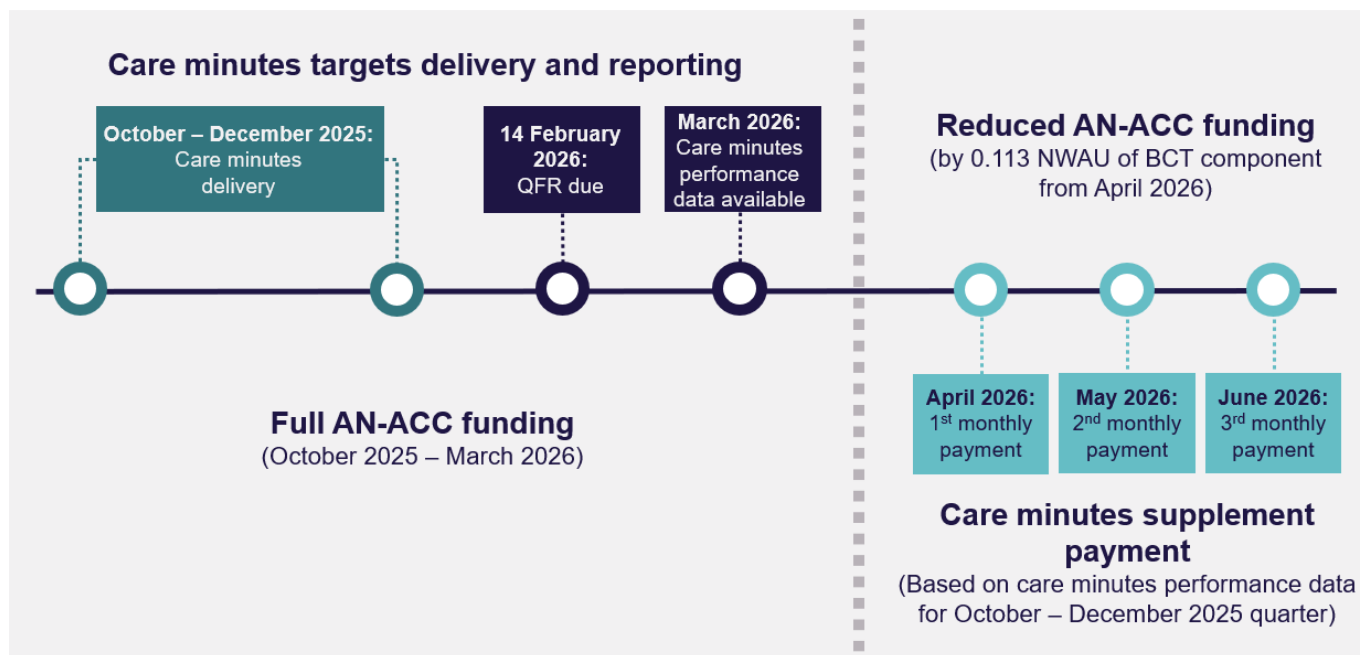 Care minutes targets delivery and reporting
October – December 2025:
Care minutes
delivery
14 February
2026:
QFR due
March 2026:
Care minutes
performance
data available
Full AN-ACC funding
(October 2025 – March 2026)
Reduced AN-ACC funding
(by 0.113 NWAU of BCT component
from April 2026)
April 2026:
1st monthly
payment
May 2026:
2nd monthly
payment
June 2026:
3rd monthly
payment
Care minutes supplement
payment
(Based on care minutes performance data
for October – December 2025 quarter)